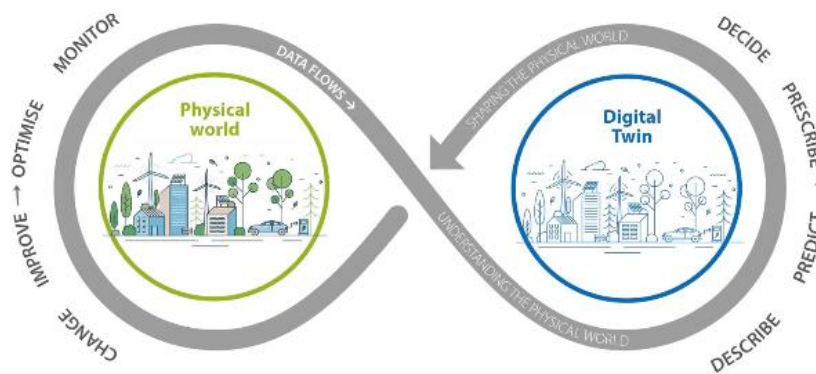 MONITOR
IMPROVE → OPTIMISE
CHANGE
Physical
world
DATA FLOWS →
SHAPING THE PHYSICAL WORLD
UNDERSTANDING THE PHYSICAL WORLD
Digital
Twin
DECIDE
PRESCRIBE
PREDICT
DESCRIBE